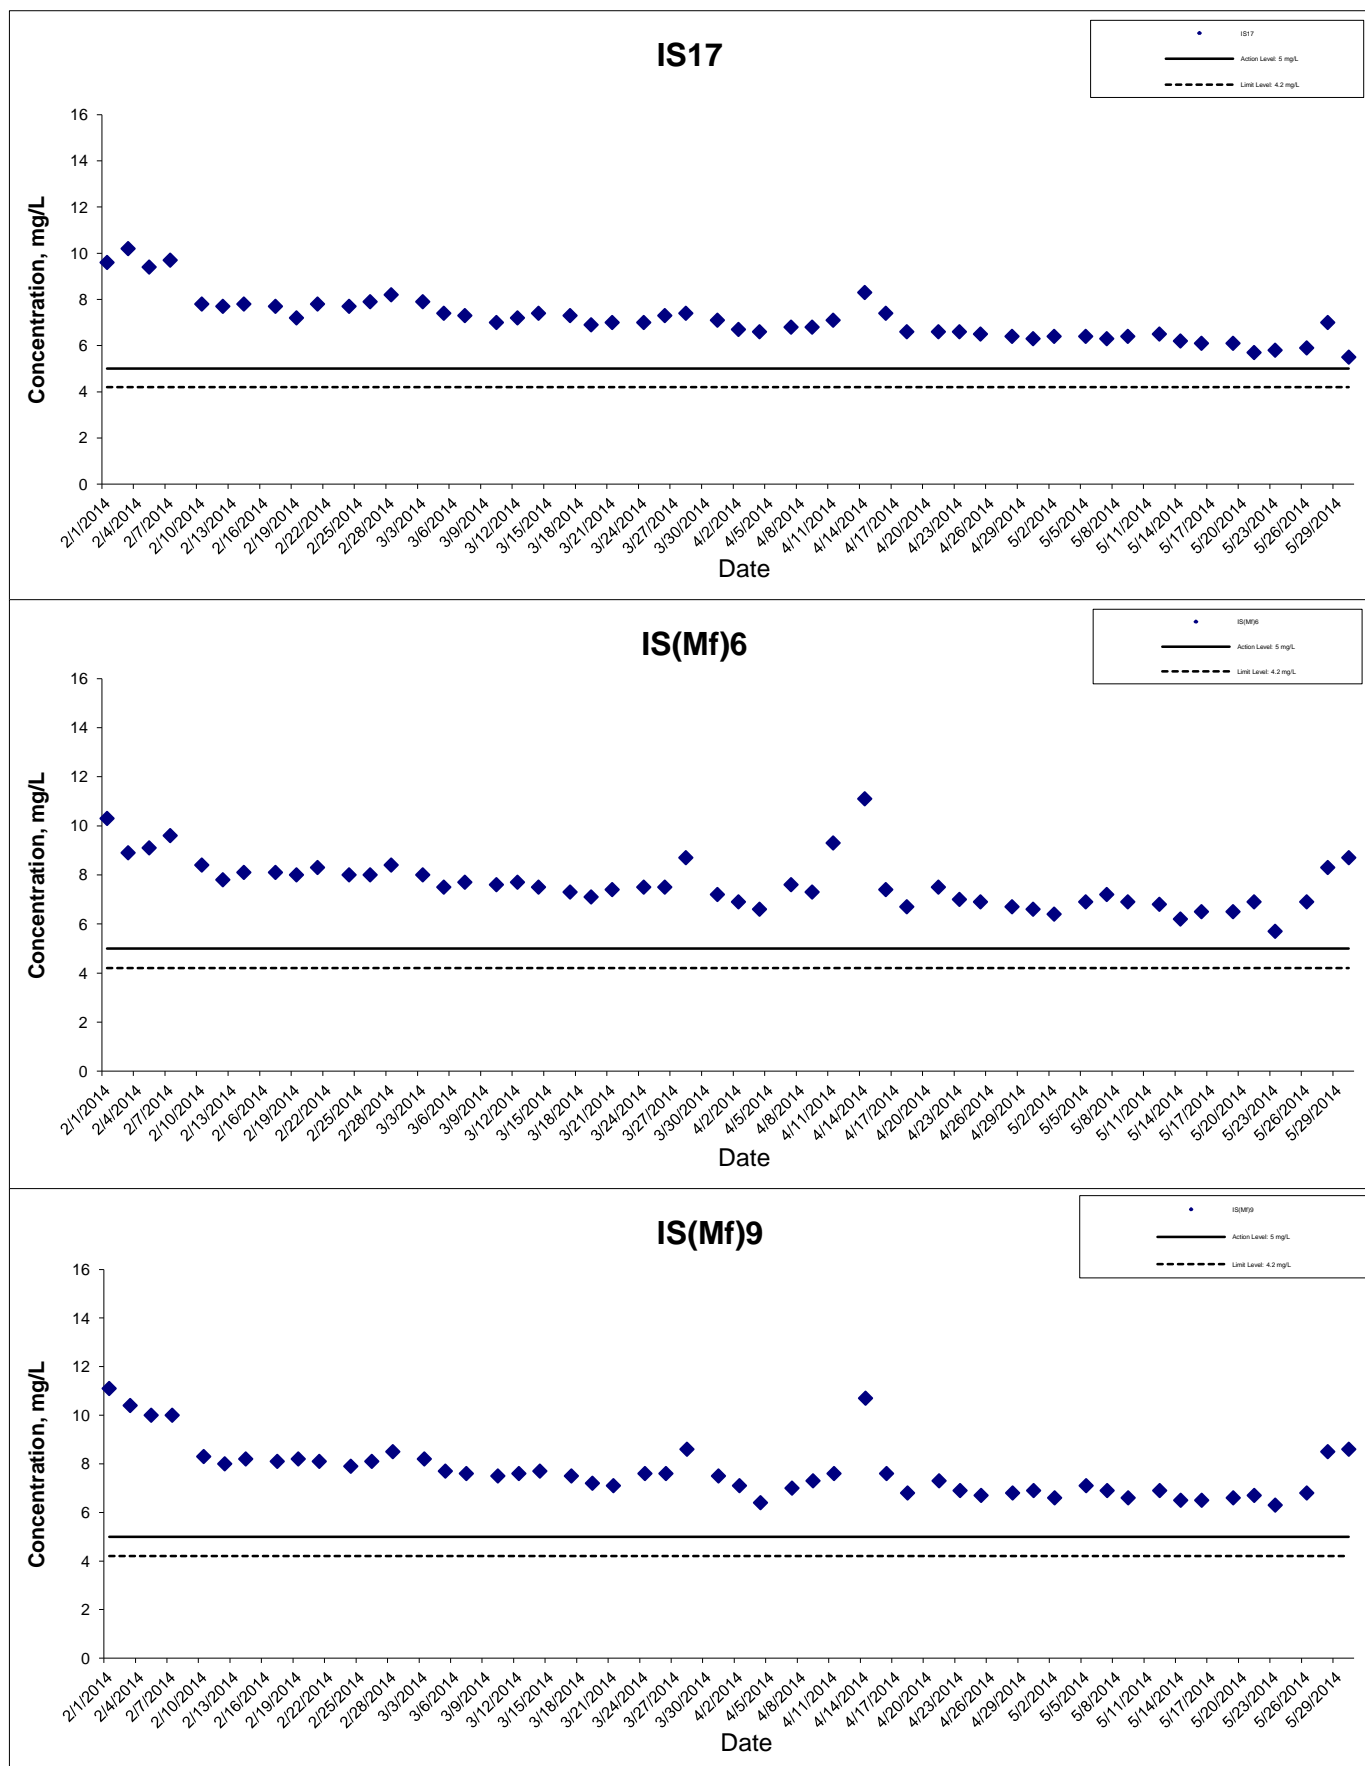 IS17
IS17
Action Level: 5 mg/L
Limit Level: 4.2 mg/L
Concentration, mg/L
16
14
12
10
8
6
4
2
0
2/1/2014 2/4/2014 2/7/2014 2/10/2014 2/13/2014 2/16/2014 2/19/2014 2/22/2014 2/25/2014 2/28/2014 3/3/2014 3/6/2014 3/9/2014 3/12/2014 3/15/2014 3/18/2014 3/21/2014 3/24/2014 3/27/2014 3/30/2014 4/2/2014 4/5/2014 4/8/2014 4/11/2014 4/14/2014 4/17/2014 4/20/2014 4/23/2014 4/26/2014 4/29/2014 5/2/2014 5/5/2014 5/8/2014 5/11/2014 5/14/2014 5/17/2014 5/20/2014 5/23/2014 5/26/2014 5/29/2014
Date
IS(Mf)6
IS(Mf)6
Action Level: 5 mg/L
Limit Level: 4.2 mg/L
Concentration, mg/L
16
14
12
10
8
6
4
2
0
2/1/2014 2/4/2014 2/7/2014 2/10/2014 2/13/2014 2/16/2014 2/19/2014 2/22/2014 2/25/2014 2/28/2014 3/3/2014 3/6/2014 3/9/2014 3/12/2014 3/15/2014 3/18/2014 3/21/2014 3/24/2014 3/27/2014 3/30/2014 4/2/2014 4/5/2014 4/8/2014 4/11/2014 4/14/2014 4/17/2014 4/20/2014 4/23/2014 4/26/2014 4/29/2014 5/2/2014 5/5/2014 5/8/2014 5/11/2014 5/14/2014 5/17/2014 5/20/2014 5/23/2014 5/26/2014 5/29/2014
Date
IS(Mf)9
IS(Mf)9
Action Level: 5 mg/L
Limit Level: 4.2 mg/L
Concentration, mg/L
16
14
12
10
8
6
4
2
0
2/1/2014 2/4/2014 2/7/2014 2/10/2014 2/13/2014 2/16/2014 2/19/2014 2/22/2014 2/25/2014 2/28/2014 3/3/2014 3/6/2014 3/9/2014 3/12/2014 3/15/2014 3/18/2014 3/21/2014 3/24/2014 3/27/2014 3/30/2014 4/2/2014 4/5/2014 4/8/2014 4/11/2014 4/14/2014 4/17/2014 4/20/2014 4/23/2014 4/26/2014 4/29/2014 5/2/2014 5/5/2014 5/8/2014 5/11/2014 5/14/2014 5/17/2014 5/20/2014 5/23/2014 5/26/2014 5/29/2014
Date